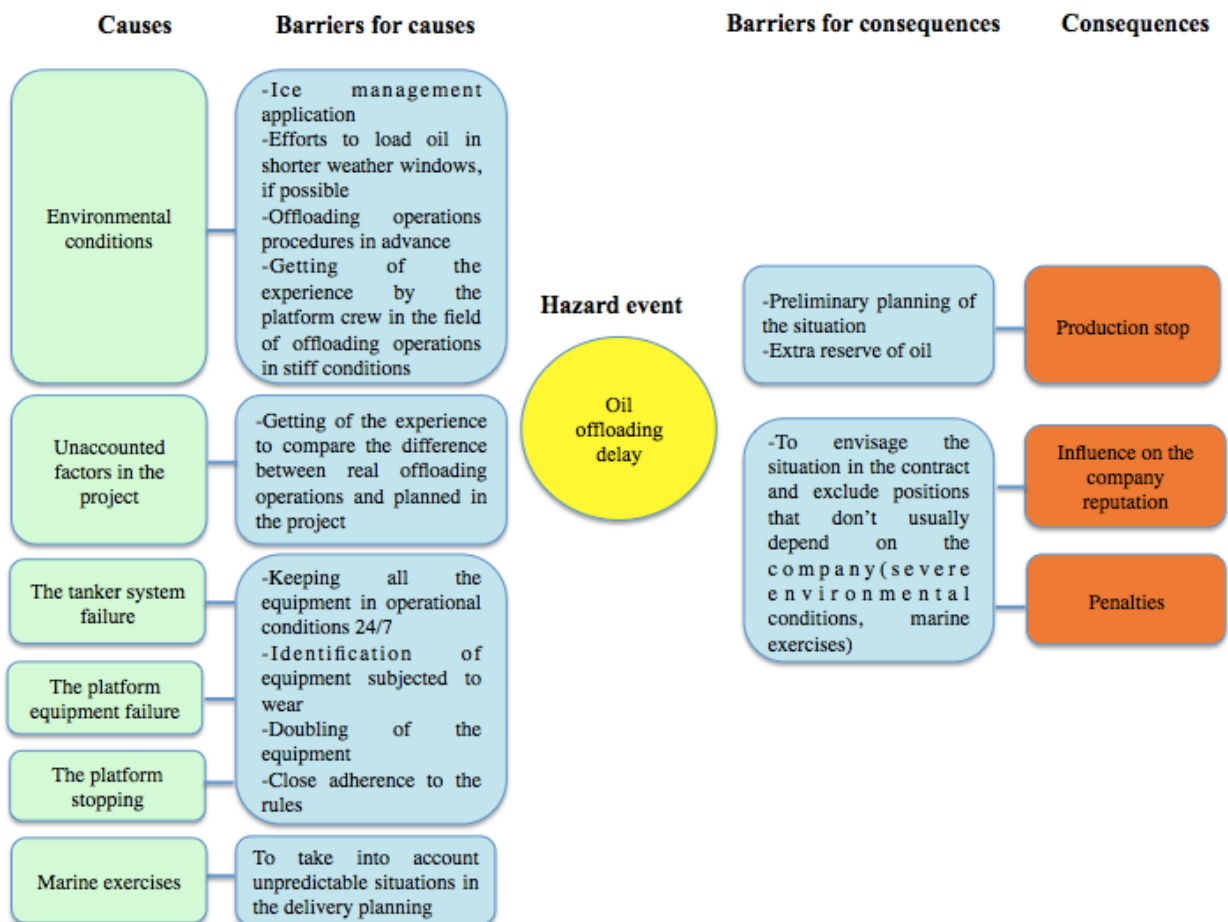 Causes
Barriers for causes
Barriers for consequences
Consequences
Environmental
conditions
-Ice management
application
-Efforts to load oil in
shorter weather windows,
if possible
-Offloading operations
procedures in advance
-Getting of the
experience by the
platform crew in the field
of offloading operations
in stiff conditions
Unaccounted
factors in the
project
-Getting of the experience
to compare the difference
between real offloading
operations and planned in
the project
The tanker system
failure
The platform
equipment failure
The platform
stopping
-Keeping all the
equipment in operational
conditions 24/7
-Identification of
equipment subjected to
wear
-Doubling of the
equipment
-Close adherence to the
rules
Marine exercises
To take into account
unpredictable situations in
the delivery planning
Hazard event
Oil
offloading
delay
-Preliminary planning of
the situation
-Extra reserve of oil
Production stop
-To envisage the
situation in the contract
and exclude positions
that don’t usually
depend on the
company(severe
environmental
conditions, marine
exercises)
Influence on the
company
reputation
Penalties